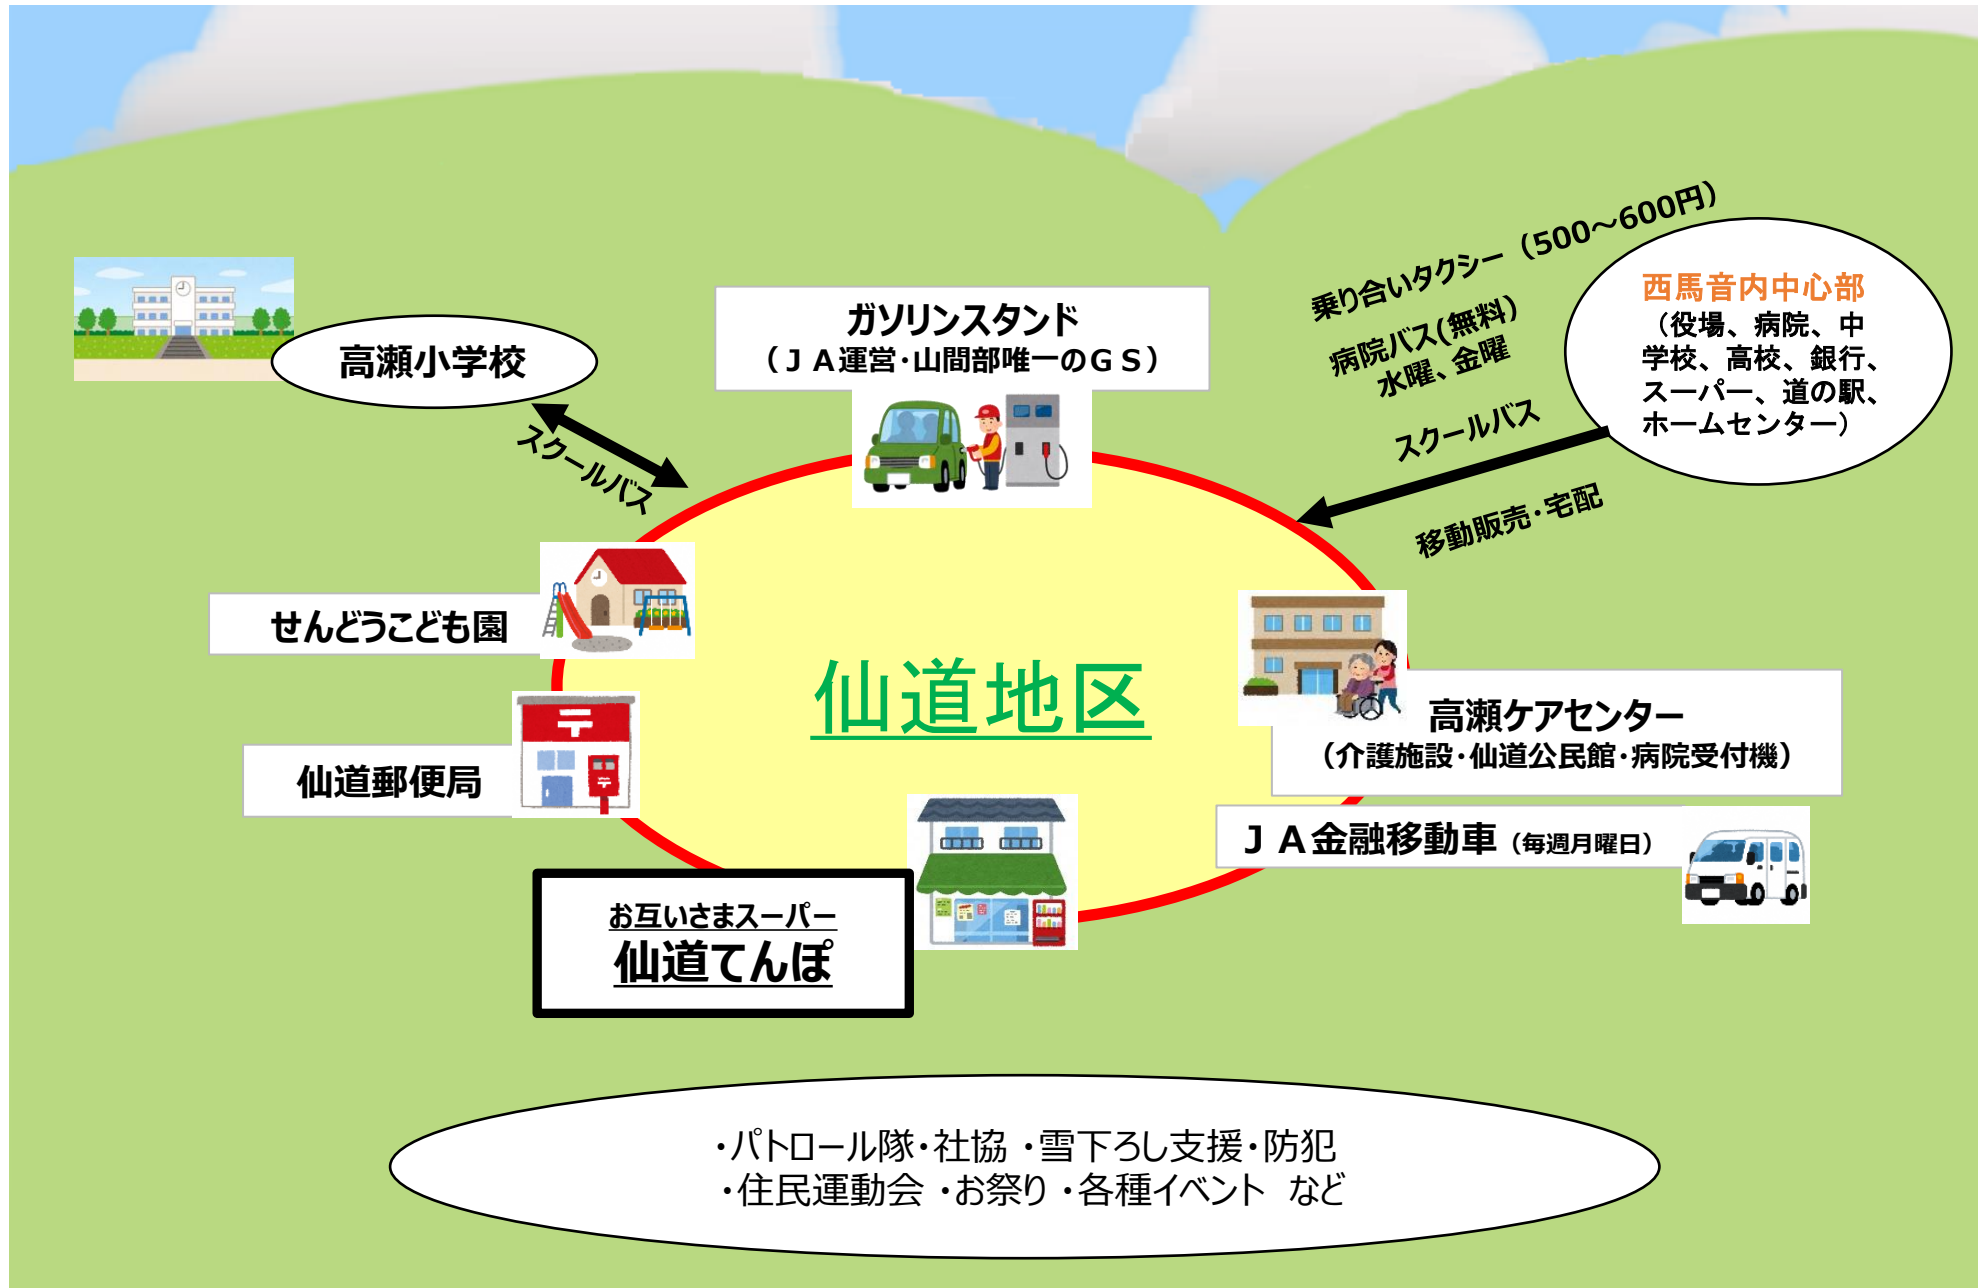 乗り合いタクシー（500～600円）
病院バス(無料）
水曜、金曜
スクールバス
移動販売・宅配
西馬音内中心部
（役場、病院、中
学校、高校、銀行、
スーパー、道の駅、
ホームセンター）
ガソリンスタンド
（ＪＡ運営・山間部唯一のＧＳ）
高瀬小学校
スクールバス
せんどうこども園
仙道地区
仙道郵便局
高瀬ケアセンター
（介護施設・仙道公民館・病院受付機）
ＪＡ金融移動車（毎週月曜日）
お互いさまスーパー
仙道てんぽ
・パトロール隊・社協 ・雪下ろし支援・防犯
・住民運動会 ・お祭り ・各種イベント など